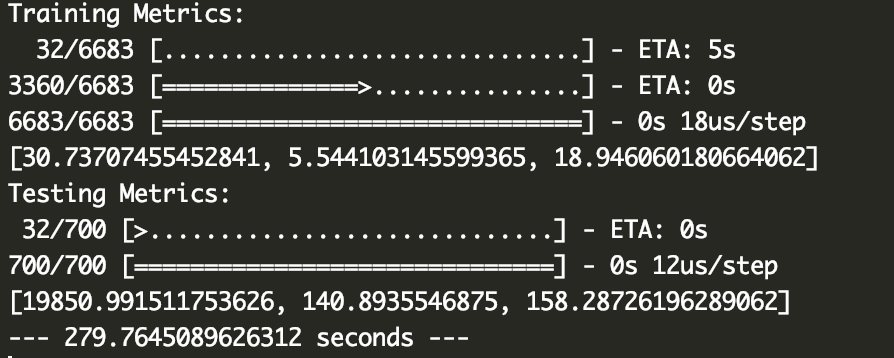 Training Metrics:
32/6683 [..............................] - ETA: 5s
3360/6683 [==============>...............] - ETA: 0s
6683/6683 [==============================] - 0s 18us/step
[30.73707455452841, 5.544103145599365, 18.946060180664062]
Testing Metrics:
32/700 [>.............................] - ETA: 0s
700/700 [==============================] - 0s 12us/step
[19850.991511753626, 140.8935546875, 158.28726196289062]
--- 279.7645089626312 seconds ---